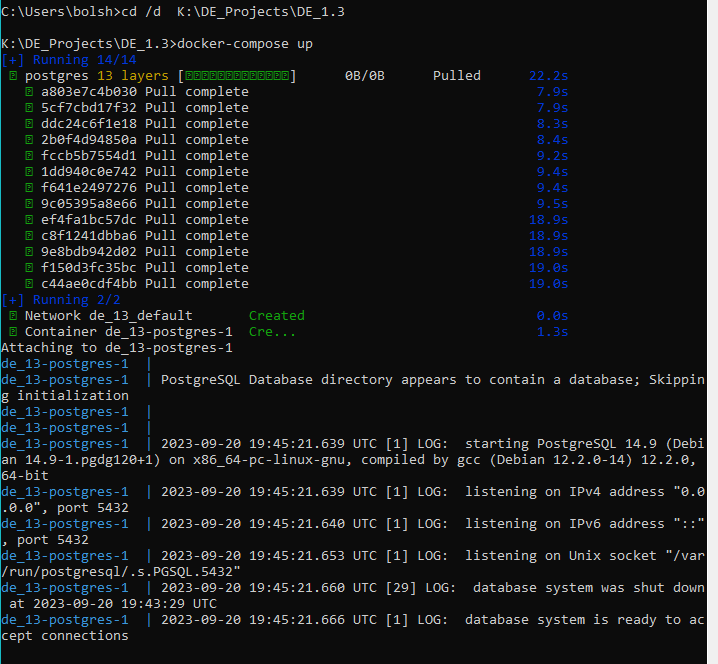 C:\Users\bolsh>cd /d  K:\DE_Projects\DE_1.3
K:\DE_Projects\DE_1.3>docker-compose up
[+] Running 14/14
postgres 13 layers [] 0B/0B Pulled 22.2s
a803e7c4b030 Pull complete 7.9s
5cf7cbd17f32 Pull complete 7.9s
ddc24c6f1e18 Pull complete 8.3s
2b0f4d94850a Pull complete 8.4s
fccb5b7554d1 Pull complete 9.2s
1dd940c0e742 Pull complete 9.4s
f641e2497276 Pull complete 9.4s
9c05395a8e66 Pull complete 9.5s
ef4fa1bc57dc Pull complete 18.9s
c8f1241dbba6 Pull complete 18.9s
9e8bdb942d02 Pull complete 18.9s
f150d3fc35bc Pull complete 19.0s
c44ae0cdf4bb Pull complete 19.0s
[+] Running 2/2
Network de_13_default Created 0.0s
Container de_13-postgres-1 Cre... 1.3s
Attaching to de_13-postgres-1
de_13-postgres-1  |
de_13-postgres-1  | PostgreSQL Database directory appears to contain a database; Skippin
g initialization
de_13-postgres-1  |
de_13-postgres-1  |
de_13-postgres-1  | 2023-09-20 19:45:21.639 UTC [1] LOG:  starting PostgreSQL 14.9 (Debi
an 14.9-1.pgdg120+1) on x86_64-pc-linux-gnu, compiled by gcc (Debian 12.2.0-14) 12.2.0,
64-bit
de_13-postgres-1  | 2023-09-20 19:45:21.639 UTC [1] LOG:  listening on IPv4 address "0.0
.0.0", port 5432
de_13-postgres-1  | 2023-09-20 19:45:21.640 UTC [1] LOG:  listening on IPv6 address "::"
, port 5432
de_13-postgres-1  | 2023-09-20 19:45:21.653 UTC [1] LOG:  listening on Unix socket "/var
/run/postgresql/.s.PGSQL.5432"
de_13-postgres-1  | 2023-09-20 19:45:21.660 UTC [29] LOG:  database system was shut down
at 2023-09-20 19:43:29 UTC
de_13-postgres-1  | 2023-09-20 19:45:21.666 UTC [1] LOG:  database system is ready to ac
cept connections